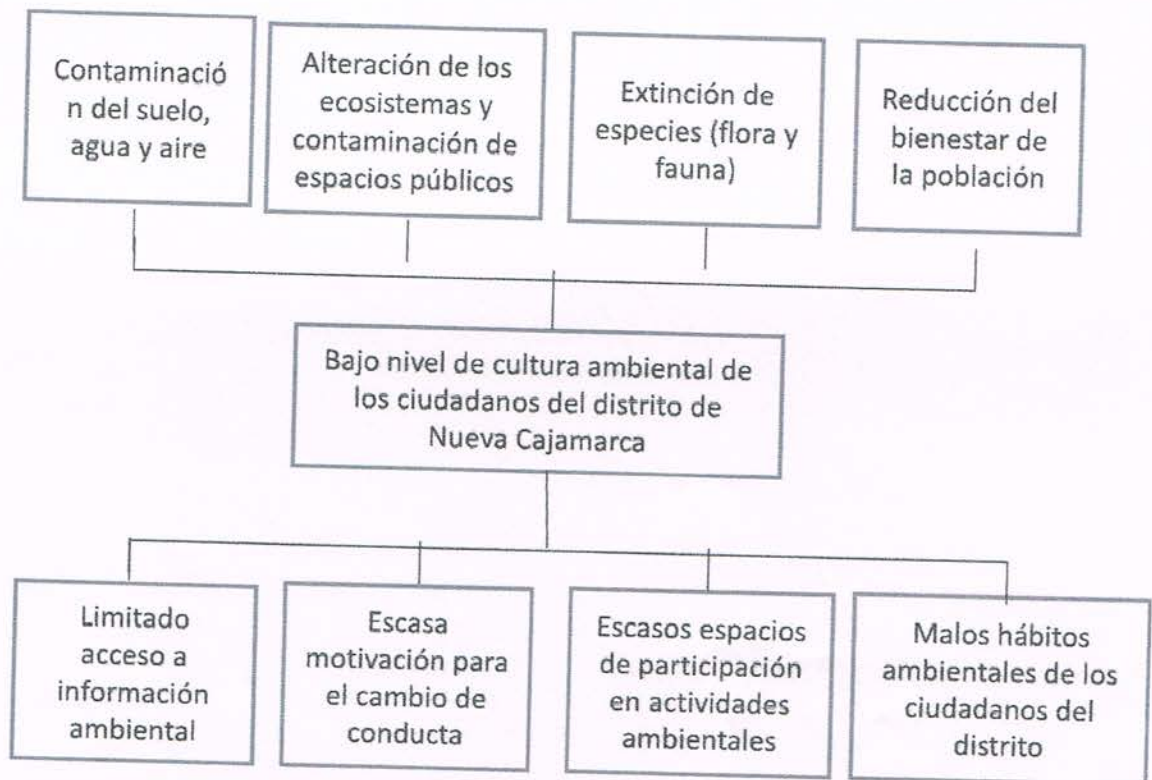 Contaminació
n del suelo,
agua y aire
Alteración de los
ecosistemas y
contaminación de
espacios públicos
Extinción de
especies (flora y
fauna)
Reducción del
bienestar de
la población
Bajo nivel de cultura ambiental de
los ciudadanos del distrito de
Nueva Cajamarca
Limitado
acceso a
información
ambiental
Escasa
motivación para
el cambio de
conducta
Escasos espacios
de participación
en actividades
ambientales
Malos hábitos
ambientales de los
ciudadanos del
distrito